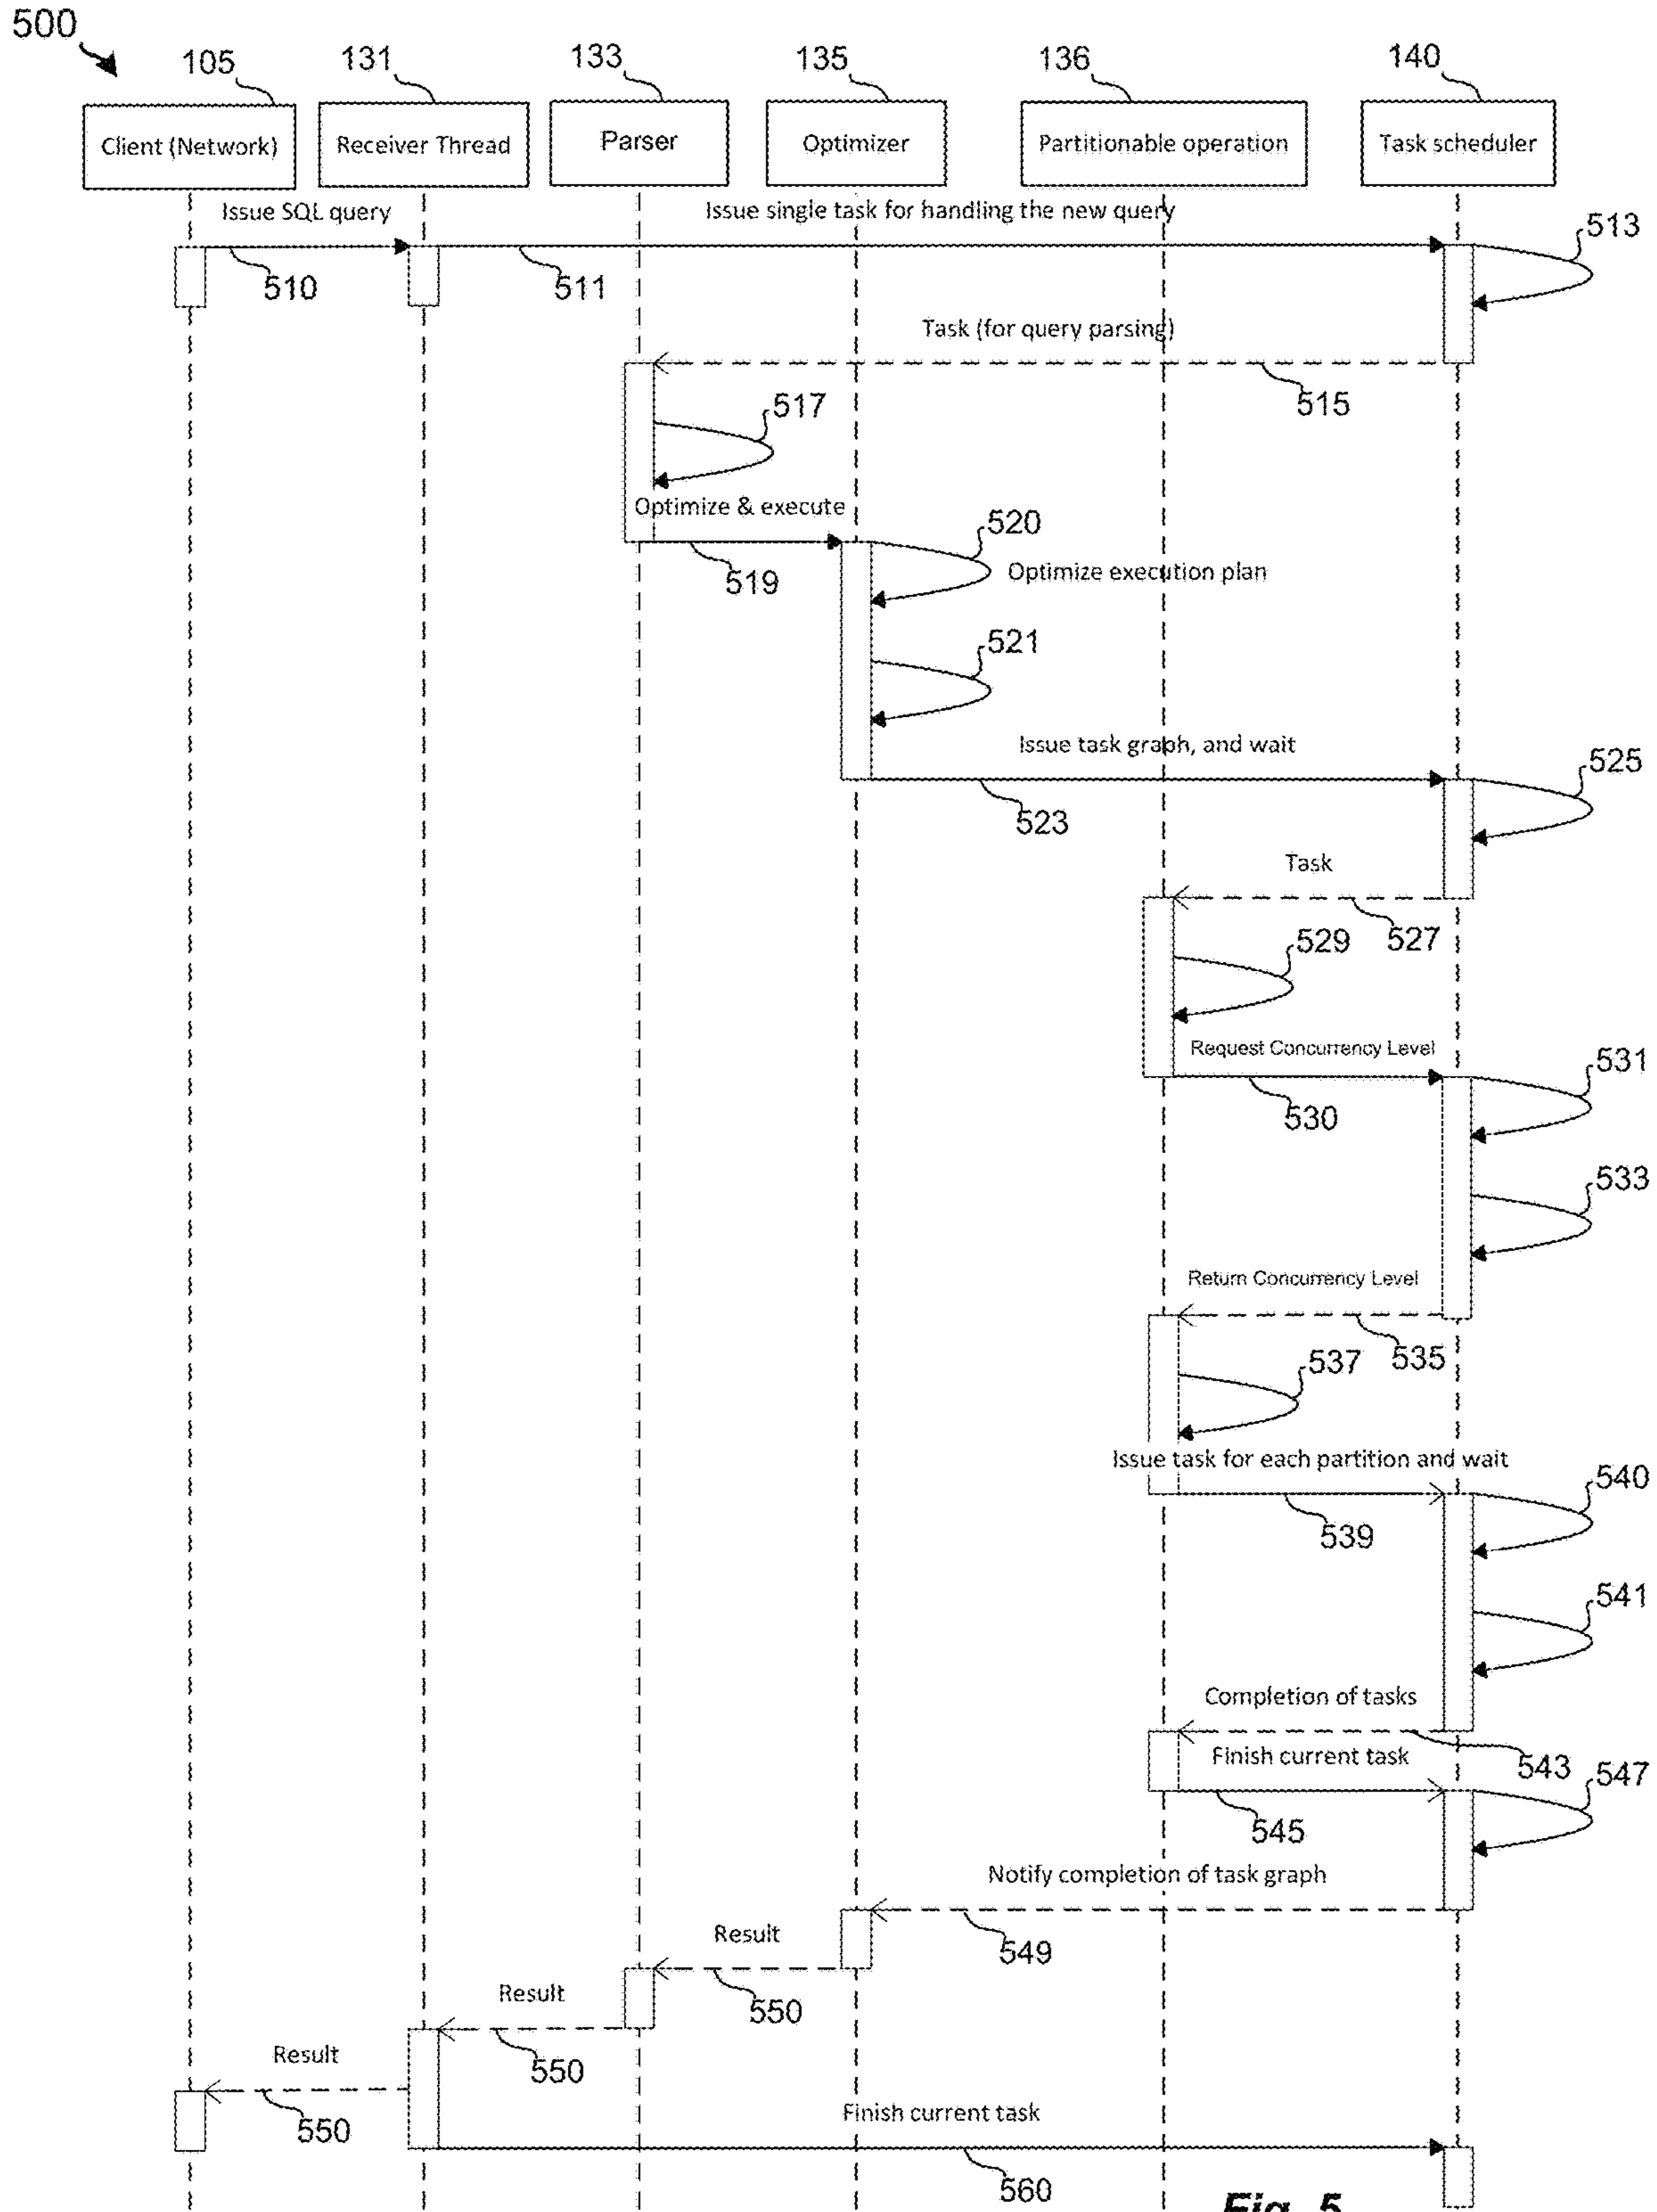 500
105
131
133
135
136
140
Client (Network)
Receiver Thread
Parser
Optimizer
Partitionable operation
Task scheduler
Issue SQL query
Issue single task for handling the new query
513
510
511
Task (for query parsing)
515
517
Optimize & execute
520
519
Optimize execution plan
521
Issue task graph, and wait
525
523
Task
527
529
Request Concurrency Level
531
530
533
Return Concurrency Level
535
537
Issue task for each partition and wait
540
539
541
Completion of tasks
543
Finish current task
547
545
Notify completion of task graph
549
Result
550
Result
550
Result
550
Finish current task
560
Fig. 5